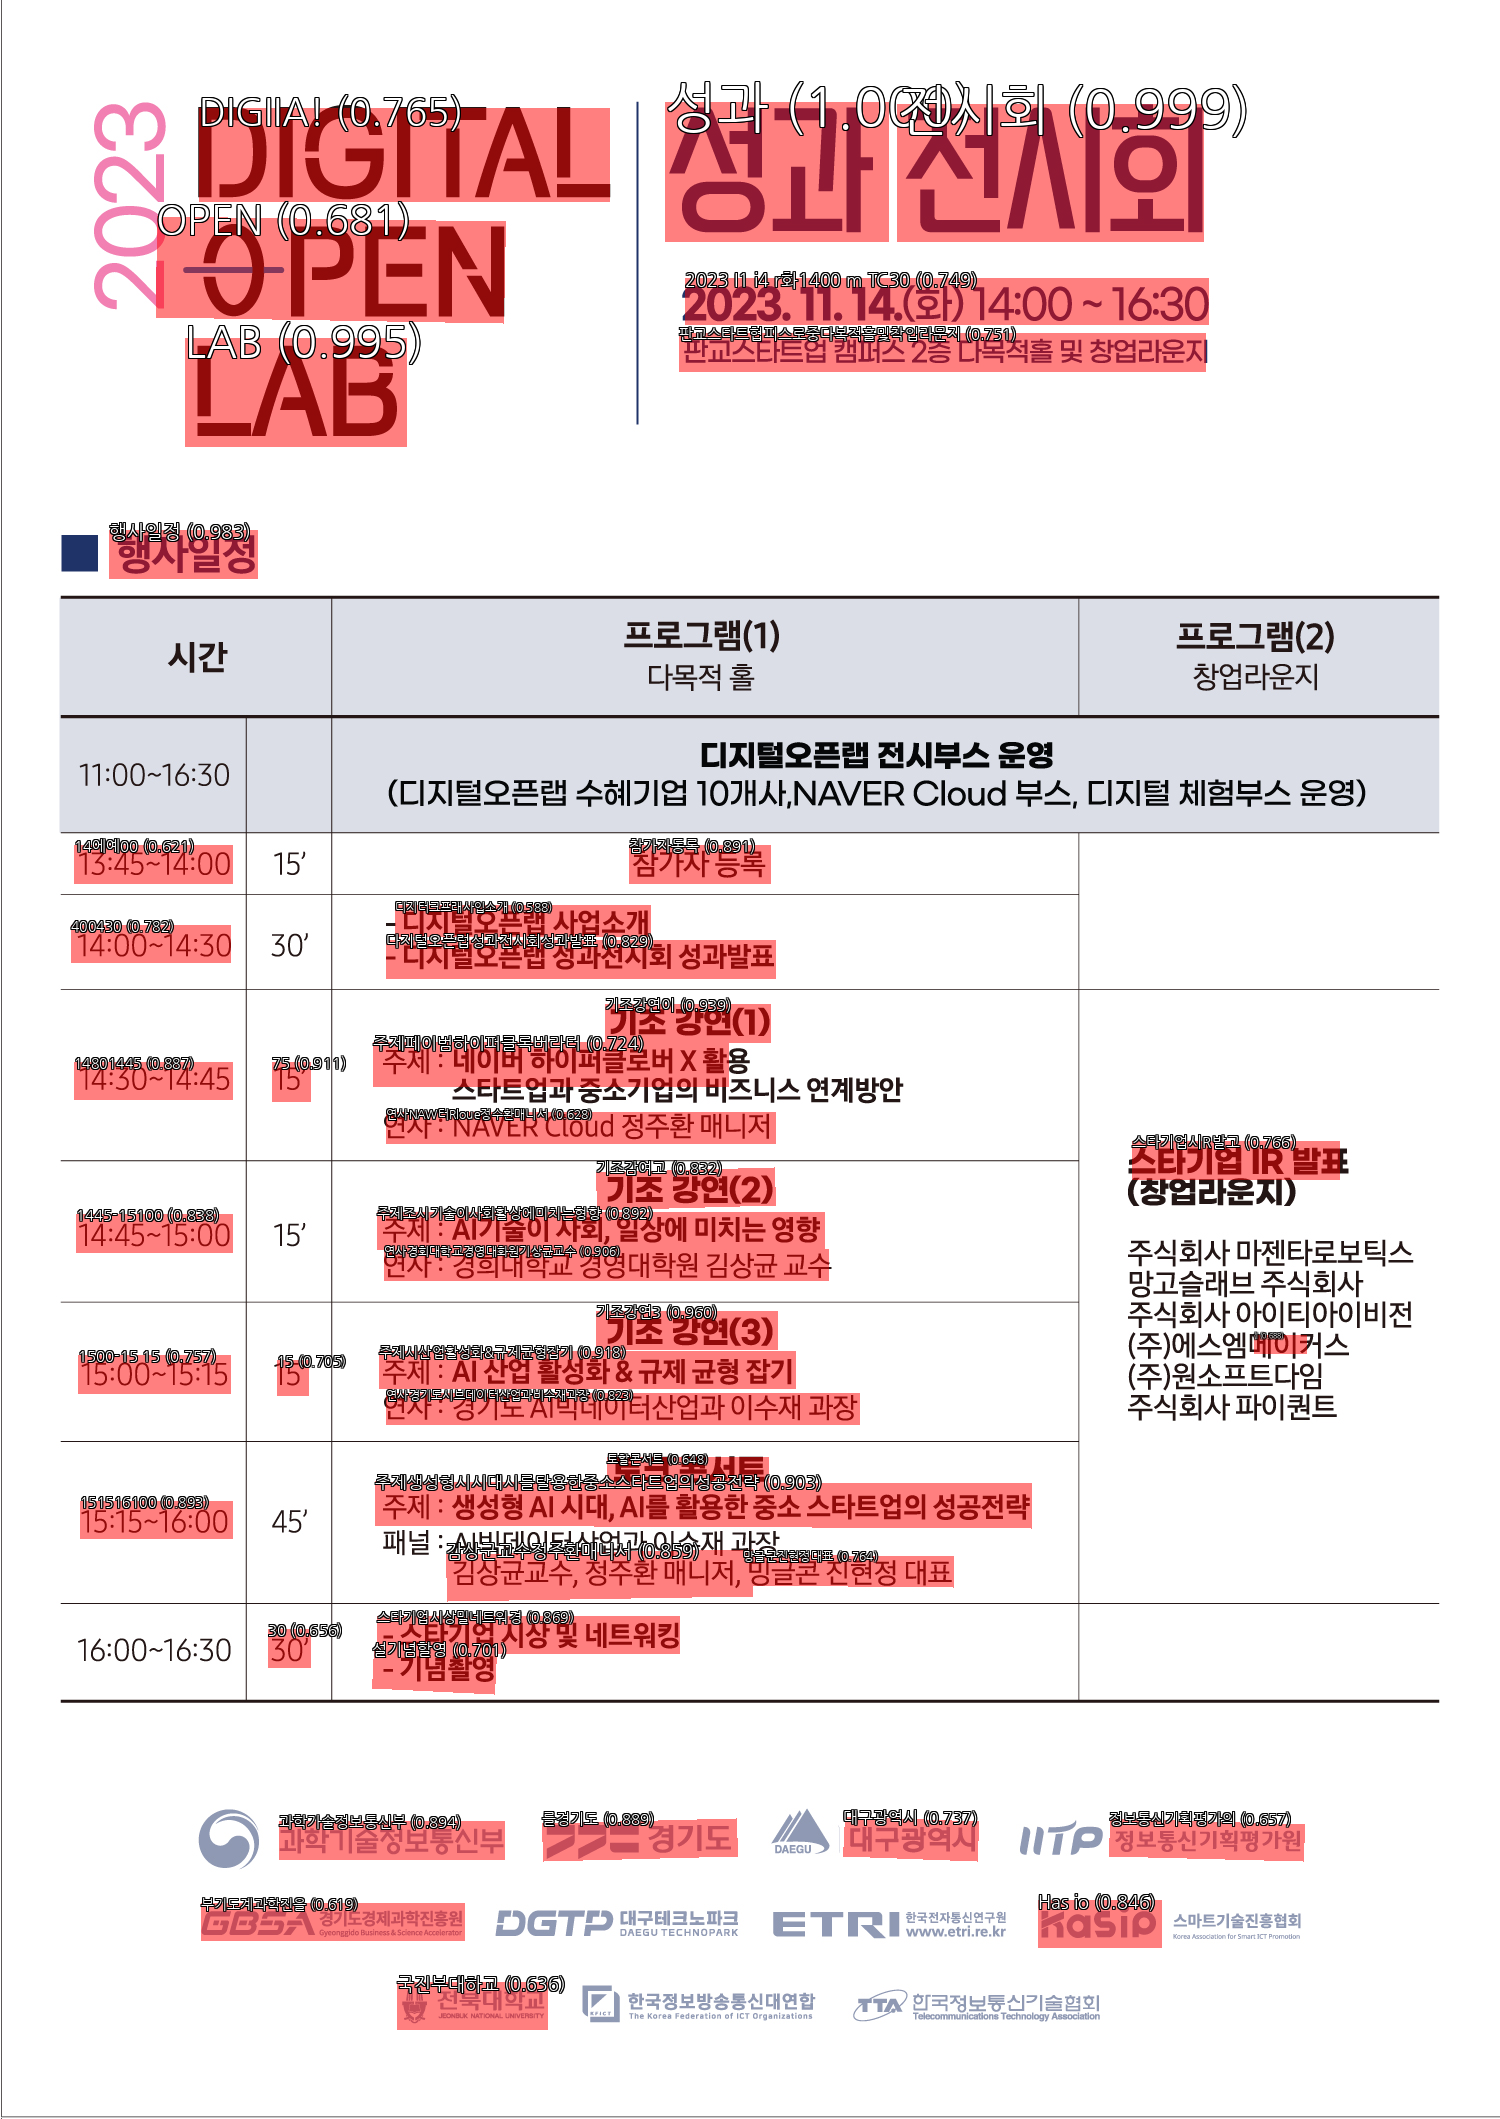 2023
DIGITAL
OPEN
LAB
성과 전시회
2023. 11. 14.(화) 14:00 ~ 16:30
판교스타트업 캠퍼스 2층 다목적홀 및 창업라운지
행사일정
시간
프로그램(1)
다목적 홀
프로그램(2)
창업라운지
11:00~16:30
디지털오픈랩 전시부스 운영
(디지털오픈랩 수혜기업 10개사,NAVER Cloud 부스, 디지털 체험부스 운영)
13:45~14:00
15’
참가자 등록
14:00~14:30
30’
- 디지털오픈랩 사업소개
- 디지털오픈랩 성과전시회 성과발표
14:30~14:45
15’
기조 강연(1)
주제 : 네이버 하이퍼클로버 X 활용
스타트업과 중소기업의 비즈니스 연계방안
연사 : NAVER Cloud 정주환 매니저
14:45~15:00
15’
기조 강연(2)
주제 : AI기술이 사회, 일상에 미치는 영향
연사 : 경희대학교 경영대학원 김상균 교수
15:00~15:15
15’
기조 강연(3)
주제 : AI 산업 활성화 & 규제 균형 잡기
연사 : 경기도 AI빅데이터산업과 이수재 과장
15:15~16:00
45’
토크 콘서트
주제 : 생성형 AI 시대, AI를 활용한 중소 스타트업의 성공전략
패널 : AI빅데이터산업과 이수재 과장
김상균교수, 정주환 매니저, 밍글콘 진현정 대표
16:00~16:30
30’
- 스타기업 시상 및 네트워킹
- 기념촬영
스타기업 IR 발표
(창업라운지)
주식회사 마젠타로보틱스
망고슬래브 주식회사
주식회사 아이티아이비전
(주)에스엠메이커스
(주)원소프트다임
주식회사 파이퀀트
과학기술정보통신부
경기도
DAEGU 대구광역시
IITP 정보통신기획평가원
GBSA 경기도경제과학진흥원
Gyeonggido Business & Science Accelerator
DGTP 대구테크노파크
DAEGU TECHNOPARK
ETRI 한국전자통신연구원
www.etri.re.kr
KaSIP 스마트기술진흥협회
Korea Association for Smart ICT Promotion
전북대학교
JEONBUK NATIONAL UNIVERSITY
KFICT 한국정보방송통신대연합
The Korea Federation of ICT Organizations
TTA 한국정보통신기술협회
Telecommunications Technology Association